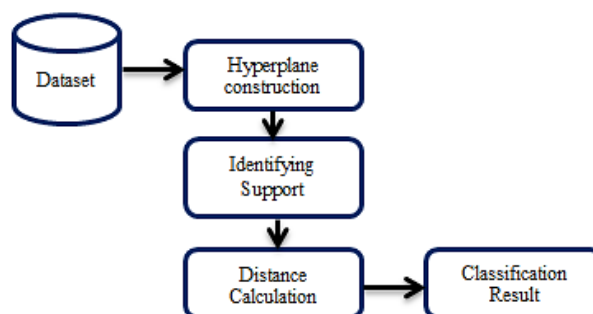 Dataset
Hyperplane
construction
Identifying
Support
Distance
Calculation
Classification
Result